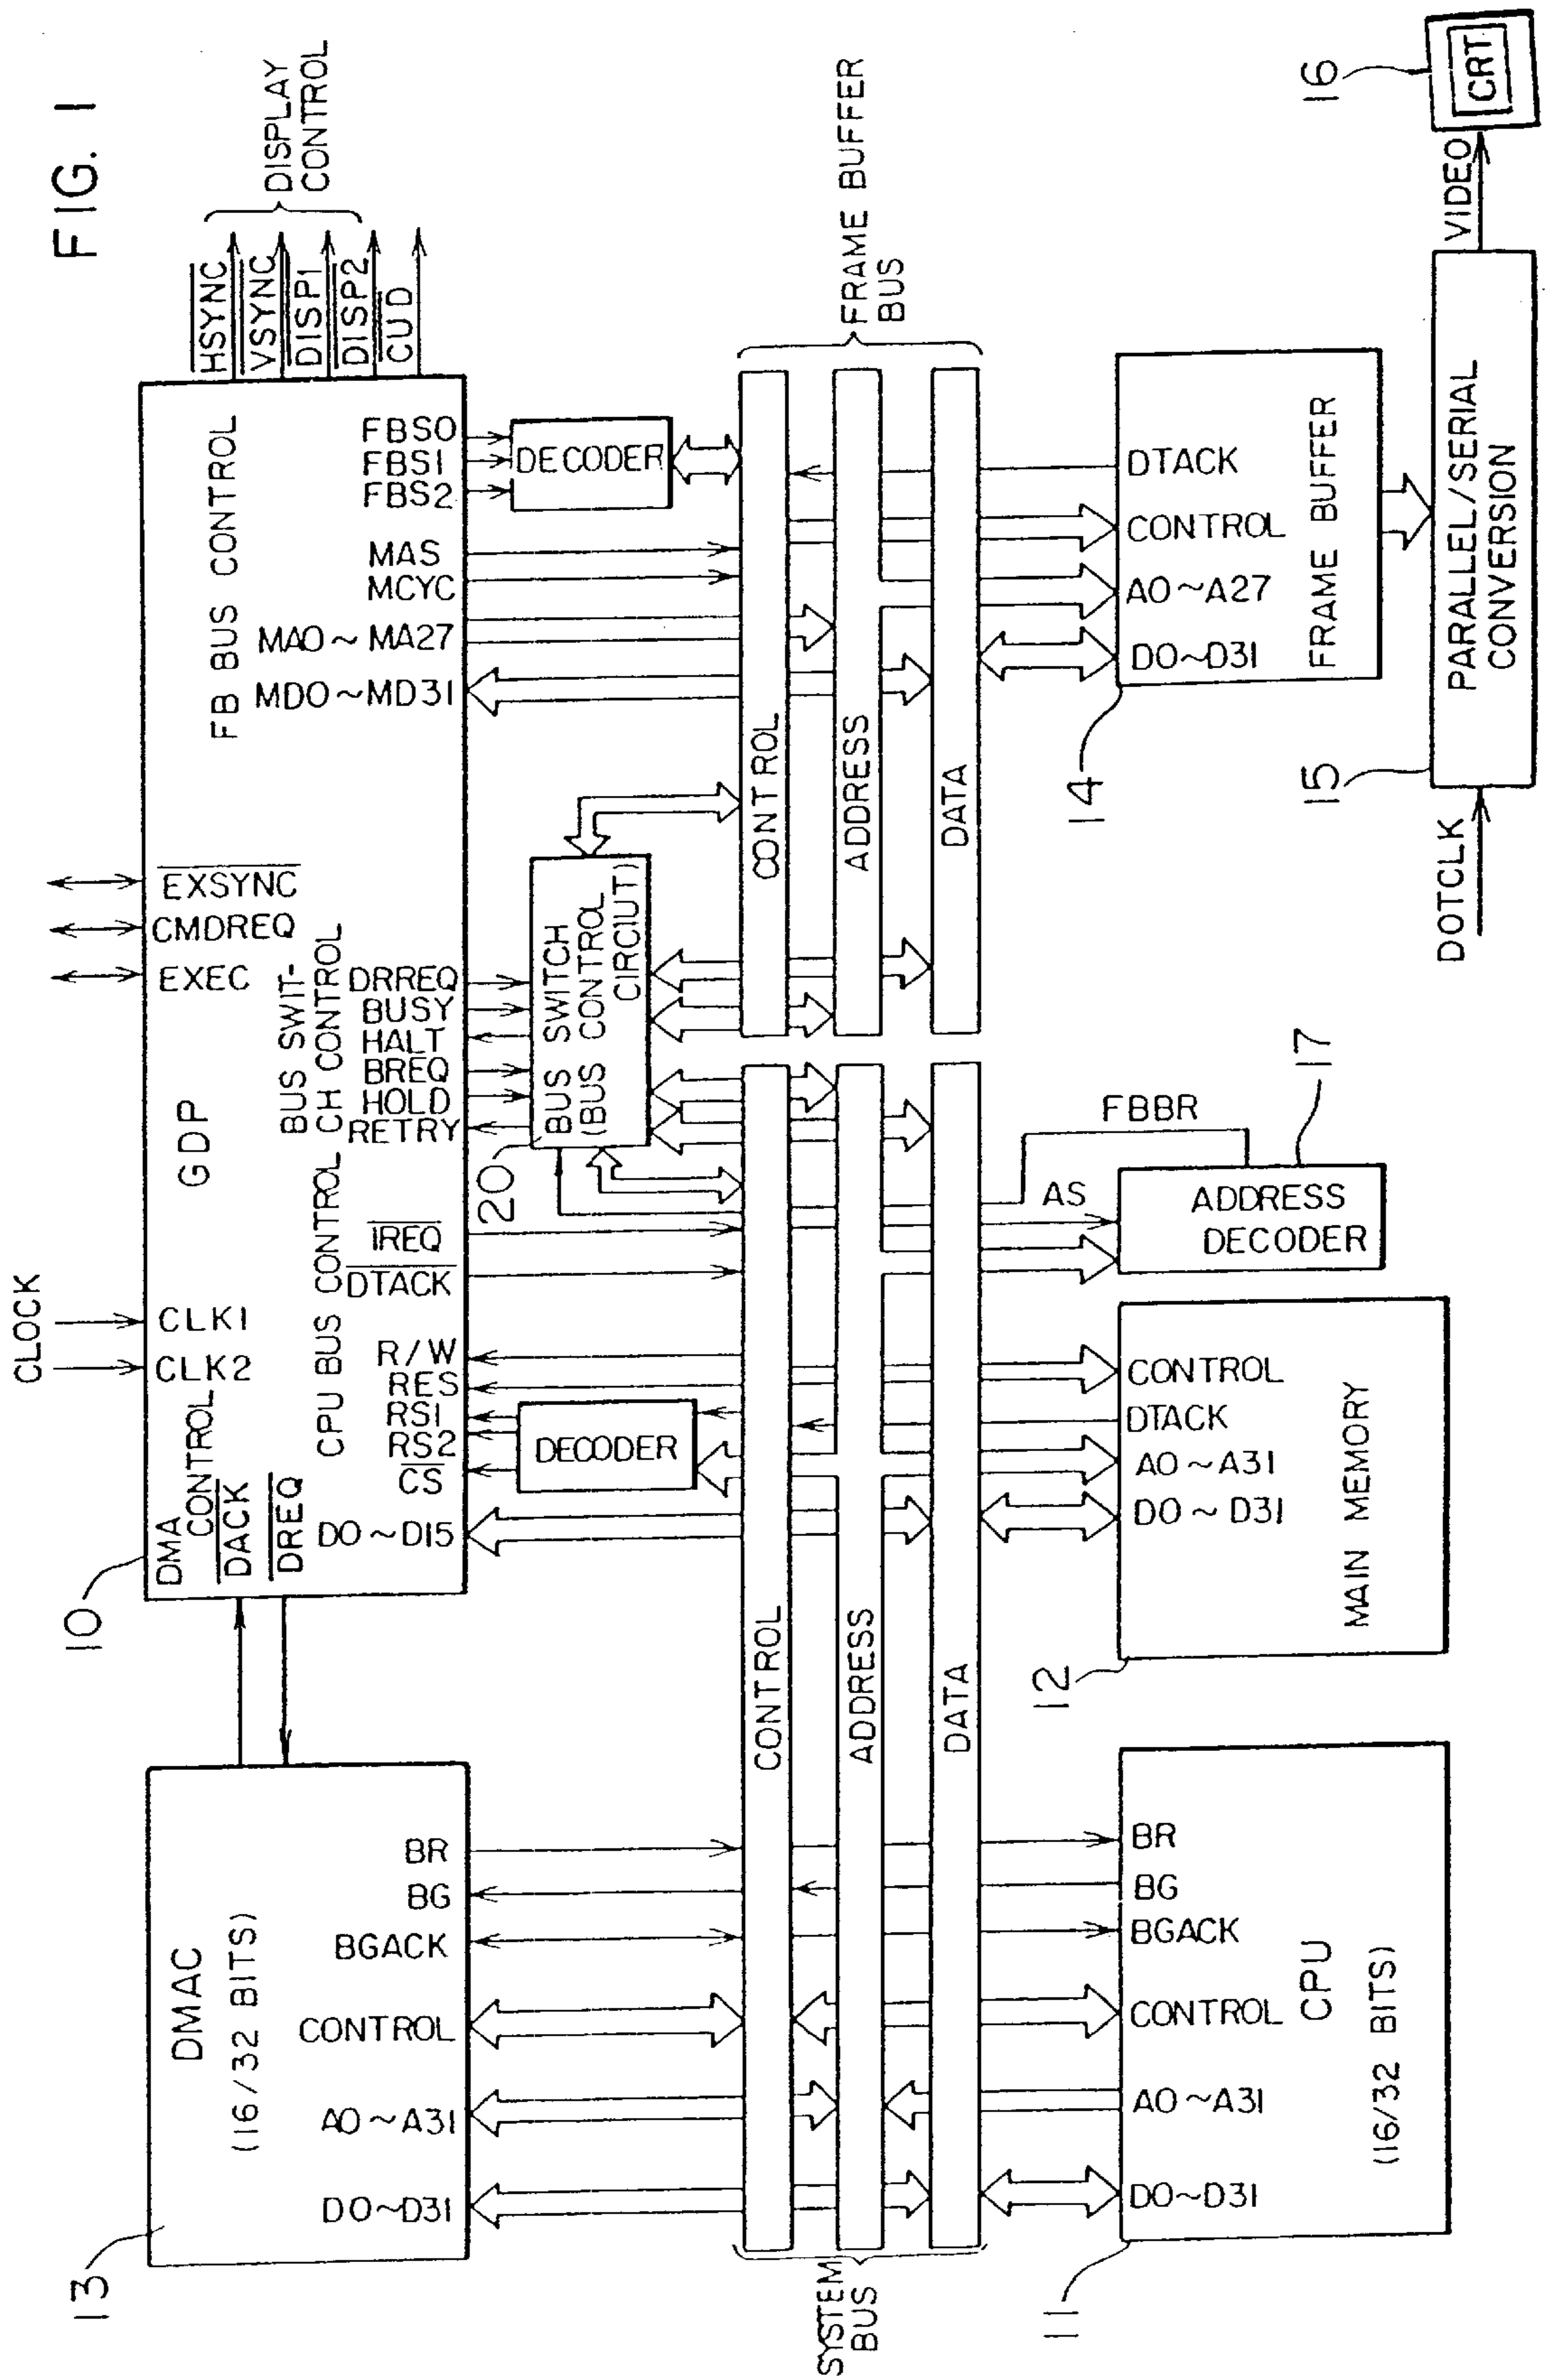 FIG. 1
13
DMAC
(16/32 BITS)
BR
BG
BGACK
CONTROL
A0~A31
D0~D31
10
DMA
CONTROL
DACK
DREQ
CLOCK
CLK1
CLK2
GDP
EXEC
CMDREQ
EXSYNC
CPU BUS CONTROL
D0~D15
CS
RS2
RS1
RES
R/W
DTACK
IREQ
DECODER
BUS SWIT-
CH CONTROL
RETRY
HOLD
BREQ
HALT
BUSY
DRREQ
20
BUS SWITCH
(BUS CONTROL
CIRCIUT)
FB BUS CONTROL
MD0~MD31
MA0~MA27
MCYC
MAS
FBS2
FBS1
FBS0
DECODER
HSYNC
VSYNC
DISP1
DISP2
CUD
DISPLAY
CONTROL
SYSTEM
BUS
CONTROL
ADDRESS
DATA
CONTROL
ADDRESS
DATA
FRAME BUFFER
BUS
11
D0~D31
A0~A31
CONTROL
BGACK
BG
BR
CPU
(16/32 BITS)
12
D0~D31
A0~A31
DTACK
CONTROL
MAIN MEMORY
AS
FBBR
17
ADDRESS
DECODER
14
D0~D31
A0~A27
CONTROL
DTACK
FRAME BUFFER
DOTCLK
15
PARALLEL/SERIAL
CONVERSION
VIDEO
16
CRT